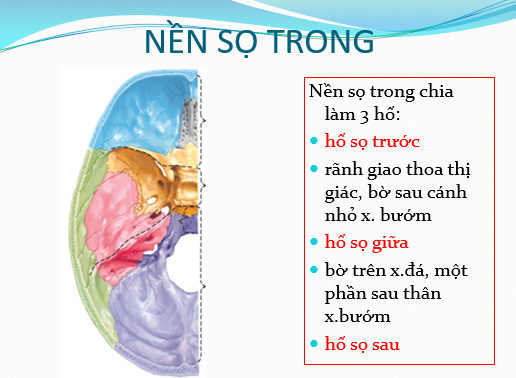 NỀN SỌ TRONG
Nền sọ trong chia
làm 3 hố:
hố sọ trước
rãnh giao thoa thị
giác, bờ sau cánh
nhỏ x. bướm
hố sọ giữa
bờ trên x.đá, một
phần sau thân
x.bướm
hố sọ sau